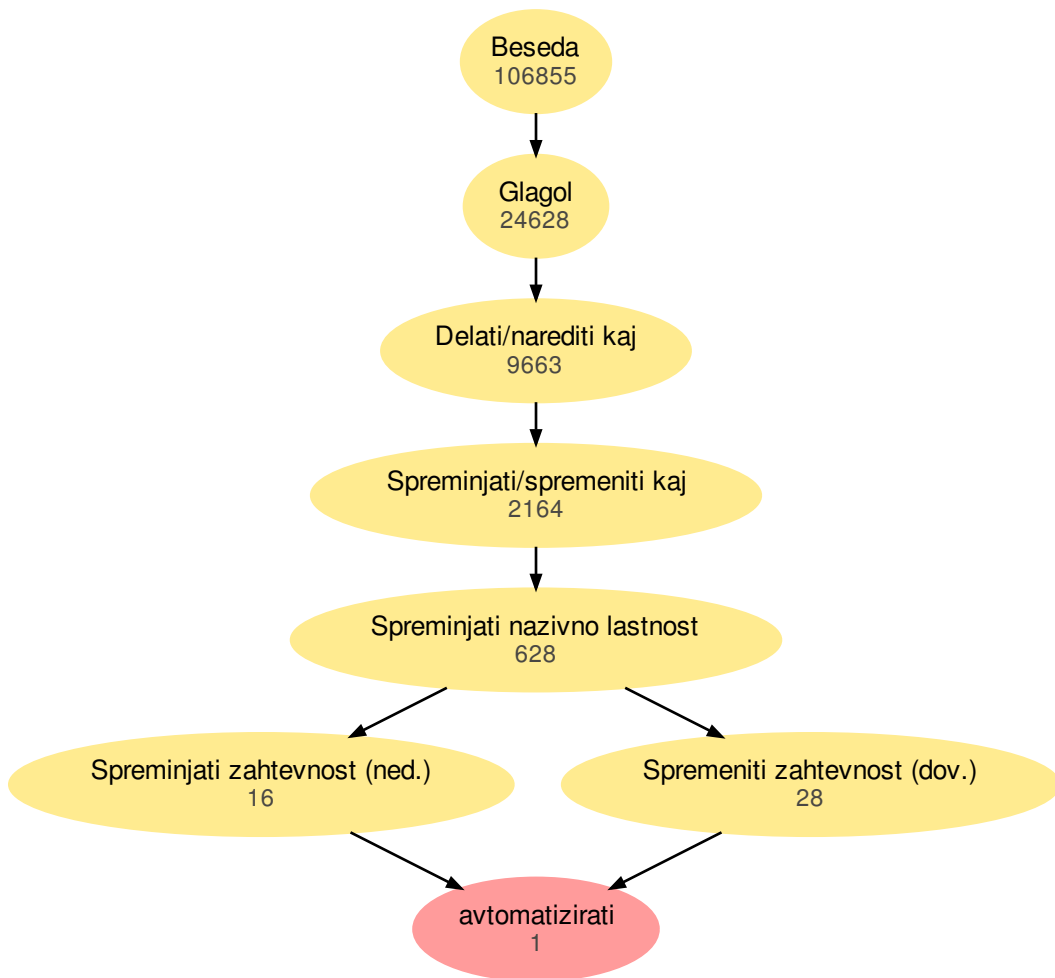 Beseda
106855
Glagol
24628
Delati/narediti kaj
9663
Spreminjati/spremeniti kaj
2164
Spreminjati nazivno lastnost
628
Spreminjati zahtevnost (ned.)
16
Spremeniti zahtevnost (dov.)
28
avtomatizirati
1